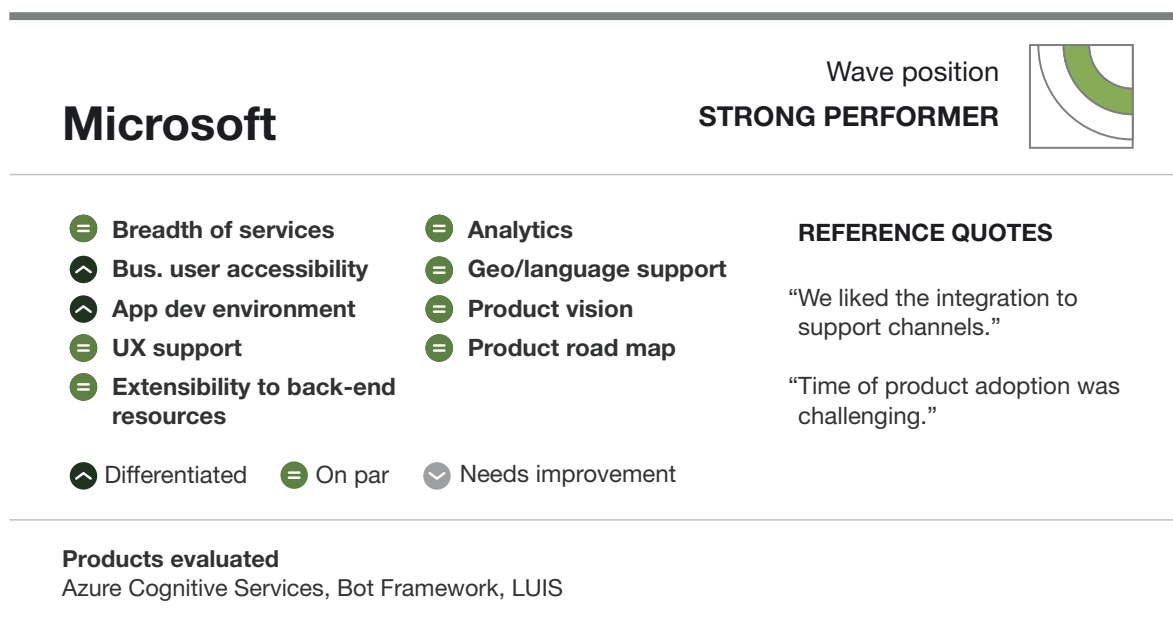 Microsoft
Wave position
STRONG PERFORMER
Breadth of services
Bus. user accessibility
App dev environment
UX support
Extensibility to back-end
resources
Analytics
Geo/language support
Product vision
Product road map
REFERENCE QUOTES
“We liked the integration to
support channels.”
“Time of product adoption was
challenging.”
Differentiated On par Needs improvement
Products evaluated
Azure Cognitive Services, Bot Framework, LUIS